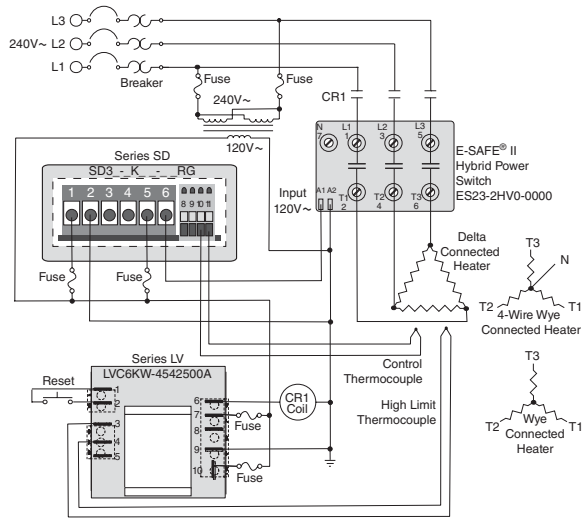 L3
240V~ L2
L1
Breaker
Fuse
Fuse
240V~
120V~
CR1
N
7
L1
1
L2
3
L3
5
E-SAFE® II
Hybrid Power
Switch
ES23-2HV0-0000
Input
120V~
A1 A2
T1
2
T2
4
T3
6
Series SD
SD3_-_K_-_ _RG
1 2 3 4 5 6
8 9 10 11
Fuse
Fuse
Delta
Connected
Heater
T3
N
T2
T1
4-Wire Wye
Connected Heater
Control
Thermocouple
High Limit
Thermocouple
T3
T2
T1
Wye
Connected
Heater
Series LV
LVC6KW-4542500A
Reset
1
2
3
4
5
6
7
8
9
10
CR1
Coil
Fuse
Fuse